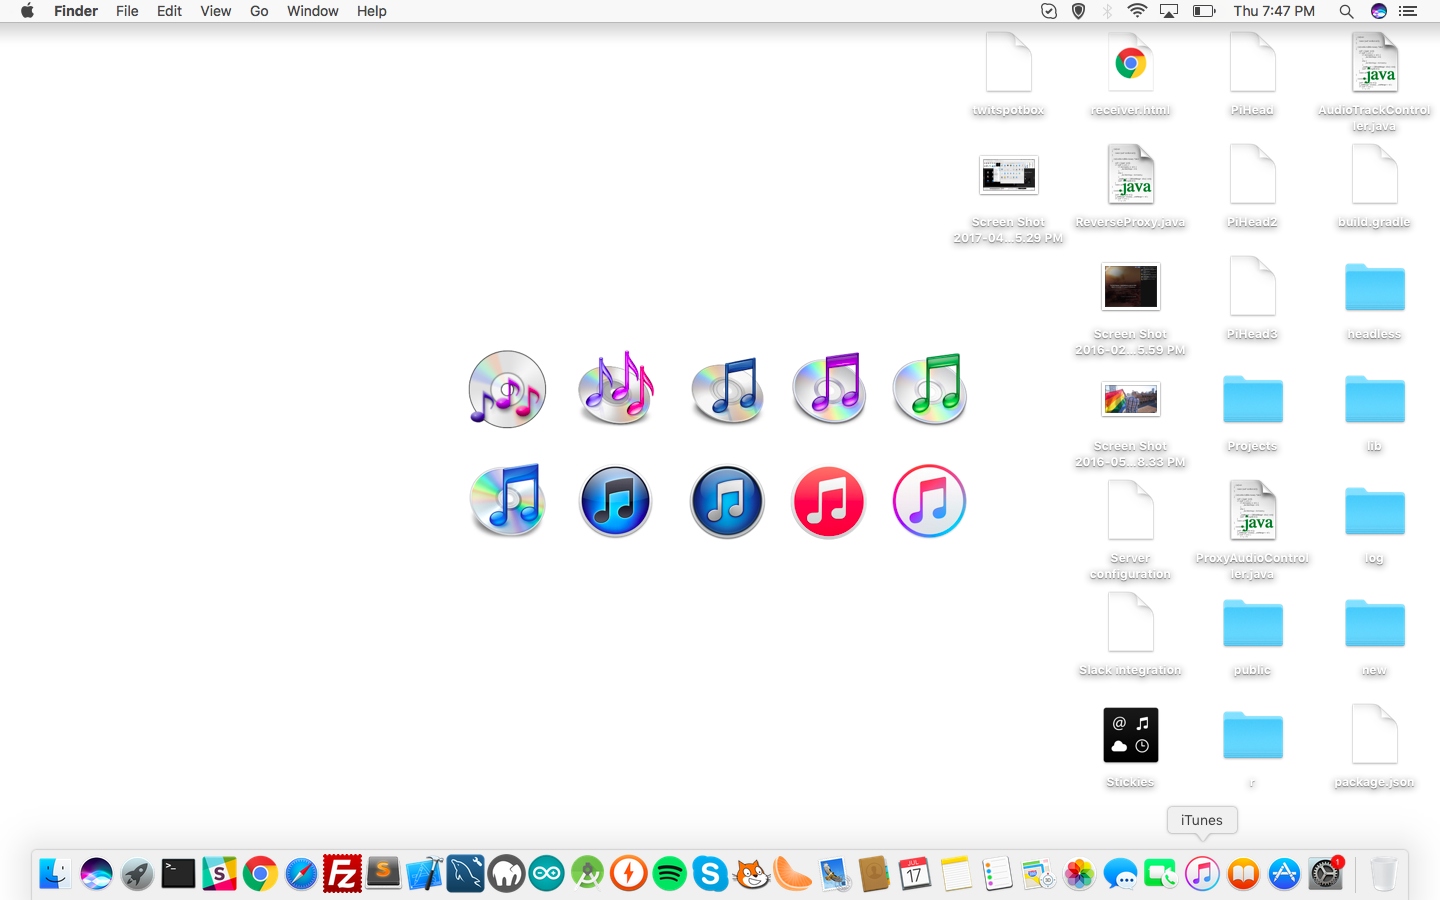 Finder File Edit View Go Window Help Thu 7:47 PM
twitspotbox
receiver.html
PiHead
AudioTrackControl
ler.java
.java
Screen Shot
2017-04...5.29 PM
ReverseProxy.java
.java
PiHead2
build.gradle
Screen Shot
2016-02...5.59 PM
PiHead3
headless
Screen Shot
2016-05...8.33 PM
Projects
lib
Server
configuration
ProxyAudioControl
ler.java
.java
log
Slack integration
public
new
@
Stickies
r
package.json
iTunes
>_
S
Fz
S
JUL
17
3D
1